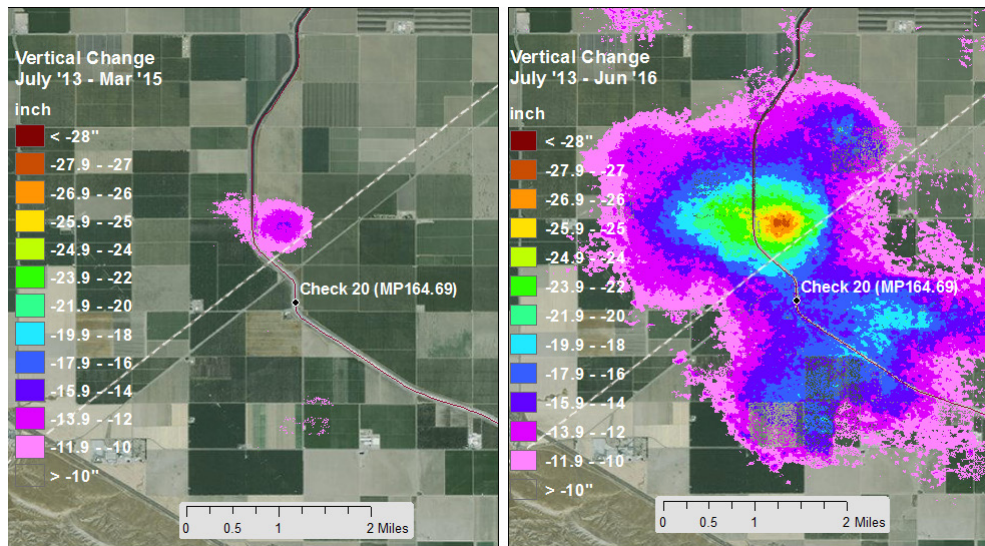 Vertical Change
July '13 - Mar '15
inch
< -28"
-27.9 - -27
-26.9 - -26
-25.9 - -25
-24.9 - -24
-23.9 - -22
-21.9 - -20
-19.9 - -18
-17.9 - -16
-15.9 - -14
-13.9 - -12
-11.9 - -10
> -10"
Check 20 (MP164.69)
0 0.5 1 2 Miles
Vertical Change
July '13 - Jun '16
inch
< -28"
-27.9 - -27
-26.9 - -26
-25.9 - -25
-24.9 - -24
-23.9 - -22
-21.9 - -20
-19.9 - -18
-17.9 - -16
-15.9 - -14
-13.9 - -12
-11.9 - -10
> -10"
Check 20 (MP164.69)
0 0.5 1 2 Miles